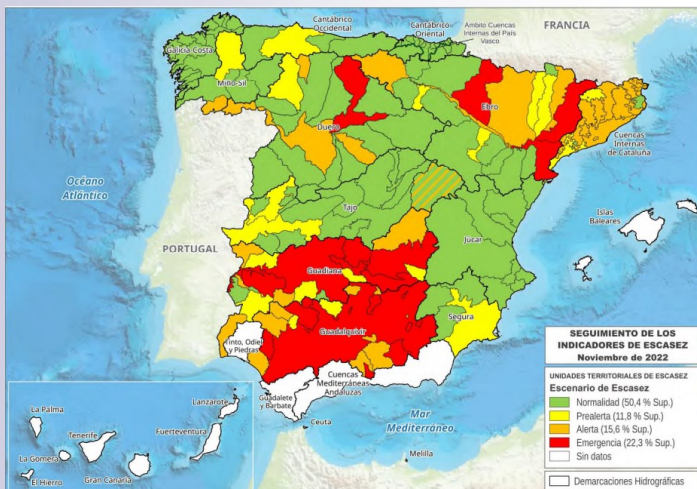 FRANCIA
Cantábrico
Occidental
Cantábrico
Oriental
Ámbito Cuencas
Internas del País
Vasco
Galicia-Costa
Miño-Sil
Ebro
Duero
Cuencas
Internas
de Cataluña
Océano
Atlántico
Islas
Baleares
Tajo
PORTUGAL
Júcar
Guadiana
Segura
Guadalquivir
Tinto, Odiel
y Piedras
Cuencas
Mediterráneas
Andaluzas
Guadalete
y Barbate
Mar
Mediterráneo
Ceuta
Melilla
La Palma
Lanzarote
Tenerife
Fuerteventura
La Gomera
El Hierro
Gran Canaria
SEGUIMIENTO DE LOS
INDICADORES DE ESCASEZ
Noviembre de 2022
UNIDADES TERRITORIALES DE ESCASEZ
Escenario de Escasez
Normalidad (50,4 % Sup.)
Prealerta (11,8 % Sup.)
Alerta (15,6 % Sup.)
Emergencia (22,3 % Sup.)
Sin datos
Demarcaciones Hidrográficas